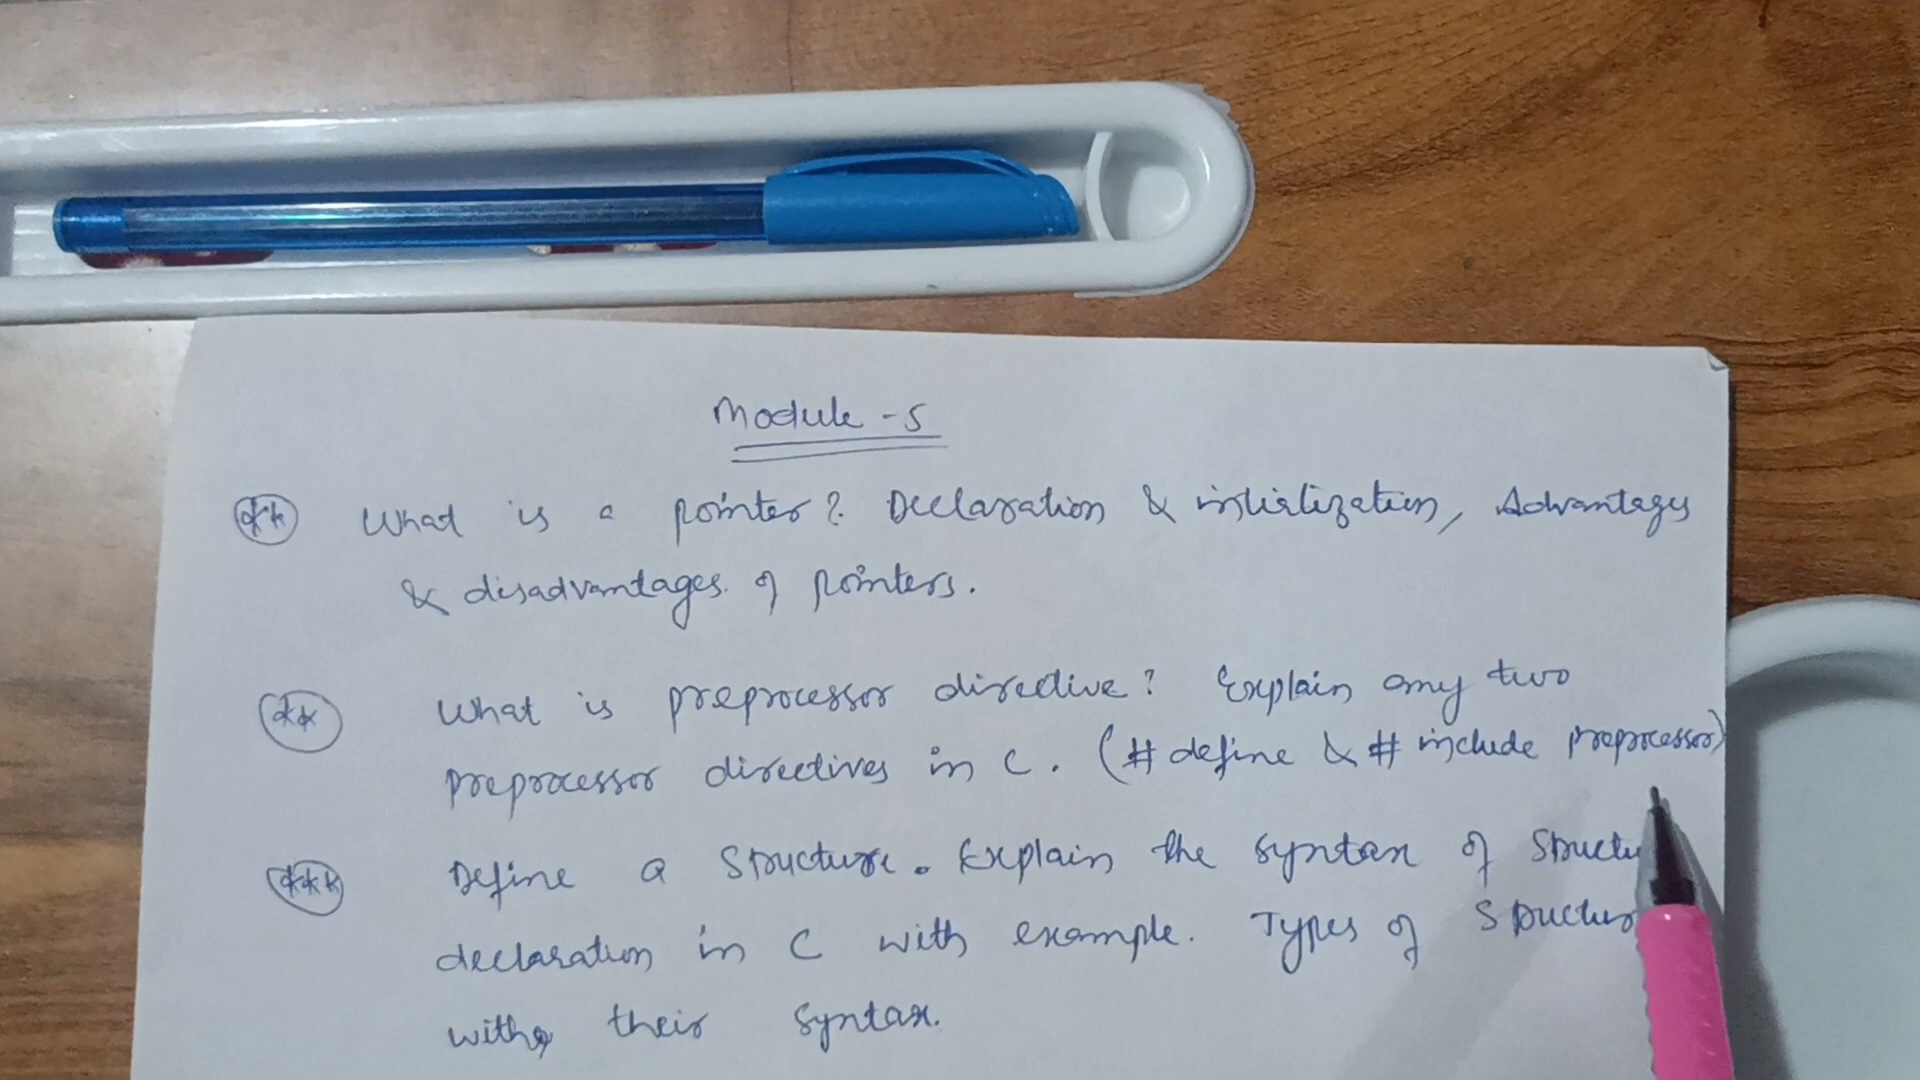 Module - 5
** What is a pointer? Declaration & initialization, Advantages
& disadvantages of pointers.
** What is preprocessor directive? Explain any two
preprocessor directives in C. (# define & # include preprocessor)
*** Define a Structure. Explain the syntax of Structu
declaration in C with example. Types of Structur
with their syntax.